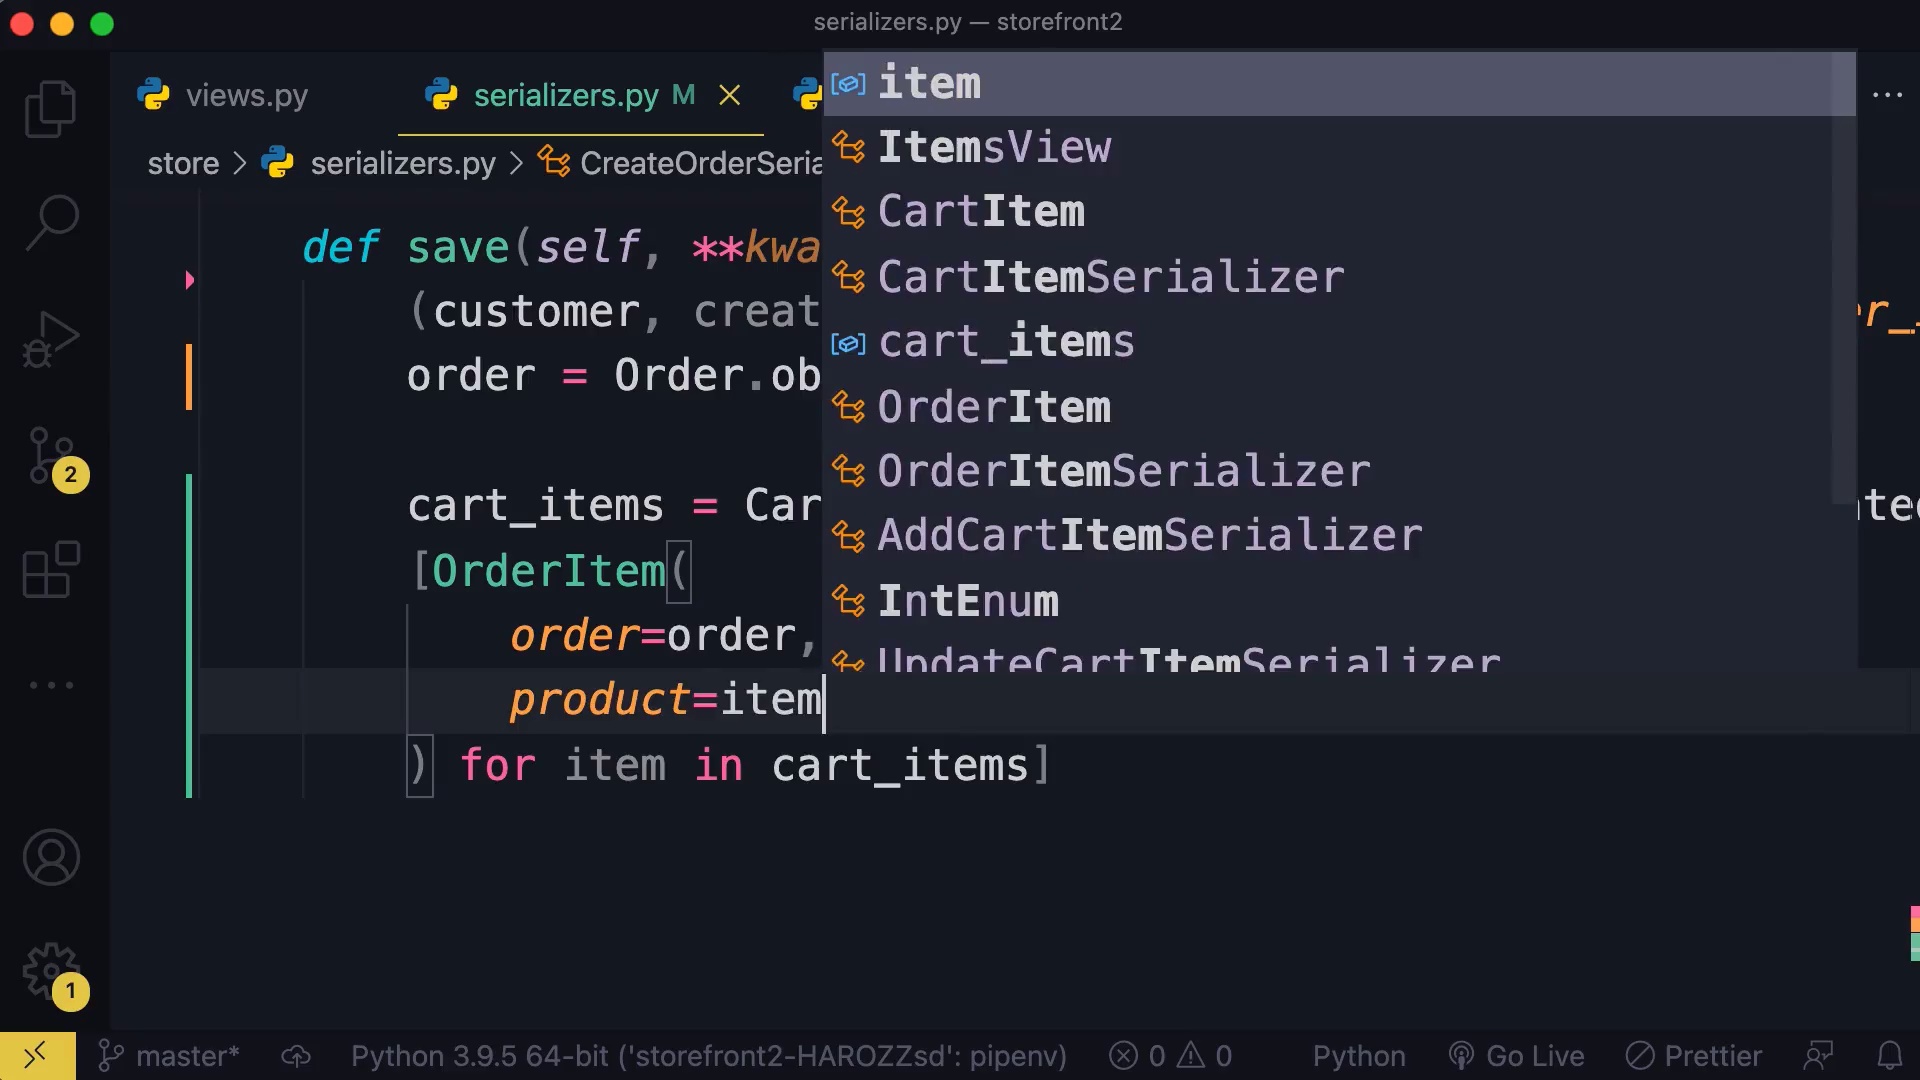 serializers.py — storefront2
views.py
serializers.py M
store > serializers.py > CreateOrderSeria
def save(self, **kwa
(customer, creat
order = Order.ob
cart_items = Car
[OrderItem(
order=order,
product=item
) for item in cart_items]
item
ItemsView
CartItem
CartItemSerializer
cart_items
OrderItem
OrderItemSerializer
AddCartItemSerializer
IntEnum
UpdateCartItemSerializer
2
1
master*
Python 3.9.5 64-bit ('storefront2-HAROZZsd': pipenv)
0
0
Python
Go Live
Prettier